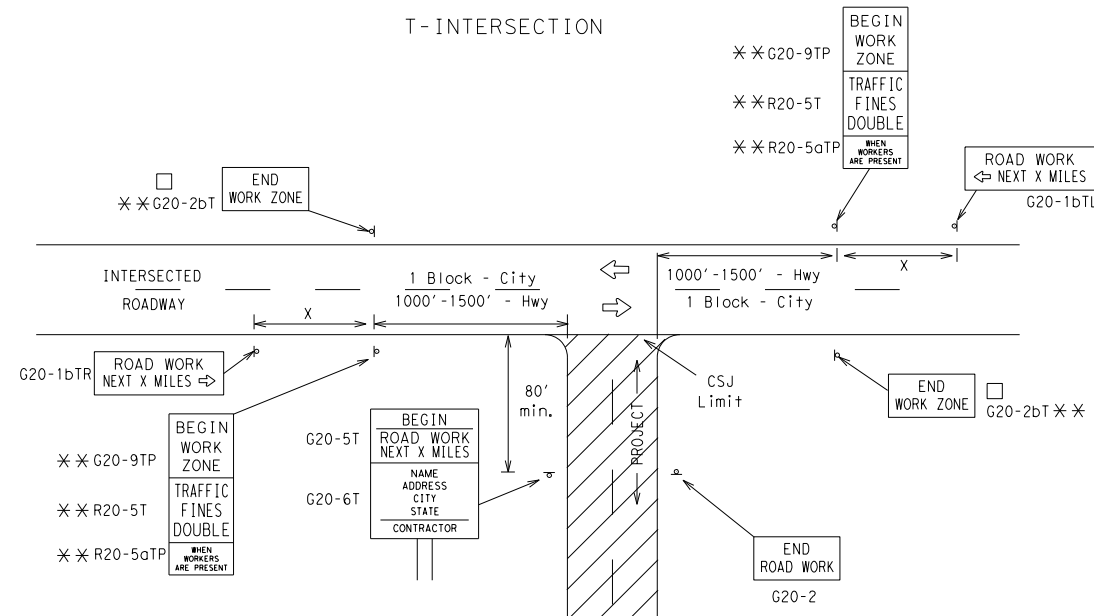 T-INTERSECTION
BEGIN
WORK
ZONE
TRAFFIC
FINES
DOUBLE
WHEN
WORKERS
ARE PRESENT
** G20-9TP
** R20-5T
** R20-5aTP
ROAD WORK
⇦ NEXT X MILES
G20-1bTL
END
WORK ZONE
□
** G20-2bT
INTERSECTED
ROADWAY
1 Block - City
1000'-1500' - Hwy
X
1000'-1500' - Hwy
1 Block - City
X
ROAD WORK
NEXT X MILES ⇨
G20-1bTR
80'
min.
CSJ
Limit
PROJECT
END
WORK ZONE
□
G20-2bT **
BEGIN
WORK
ZONE
TRAFFIC
FINES
DOUBLE
WHEN
WORKERS
ARE PRESENT
** G20-9TP
** R20-5T
** R20-5aTP
G20-5T
BEGIN
ROAD WORK
NEXT X MILES
G20-6T
NAME
ADDRESS
CITY
STATE
CONTRACTOR
END
ROAD WORK
G20-2